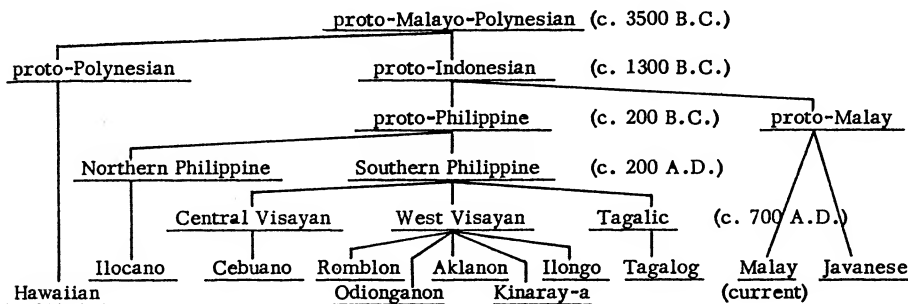 proto-Malayo-Polynesian (c. 3500 B.C.)
proto-Polynesian proto-Indonesian (c. 1300 B.C.)
proto-Philippine (c. 200 B.C.) proto-Malay
Northern Philippine Southern Philippine (c. 200 A.D.)
Central Visayan West Visayan Tagalic (c. 700 A.D.)
Ilocano Cebuano Romblon Aklanon Ilongo Tagalog Malay Javanese
Hawaiian Odionganon Kinaray-a (current)